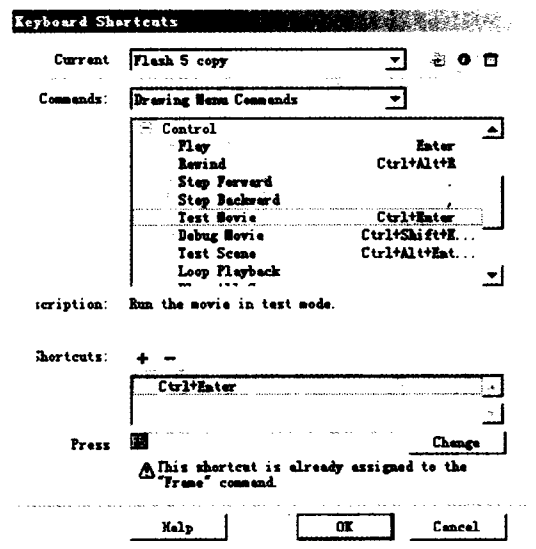 Keyboard Shortcuts
Current Flash 5 copy
Commands: Drawing Menu Commands
Control
Play Enter
Rewind Ctrl+Alt+R
Step Forward .
Step Backward ,
Test Movie Ctrl+Enter
Debug Movie Ctrl+Shift+E...
Test Scene Ctrl+Alt+Ent...
Loop Playback
scription: Run the movie in test mode.
Shortcuts: + -
Ctrl+Enter
Press Change
This shortcut is already assigned to the
"Frame" command.
Help OK Cancel